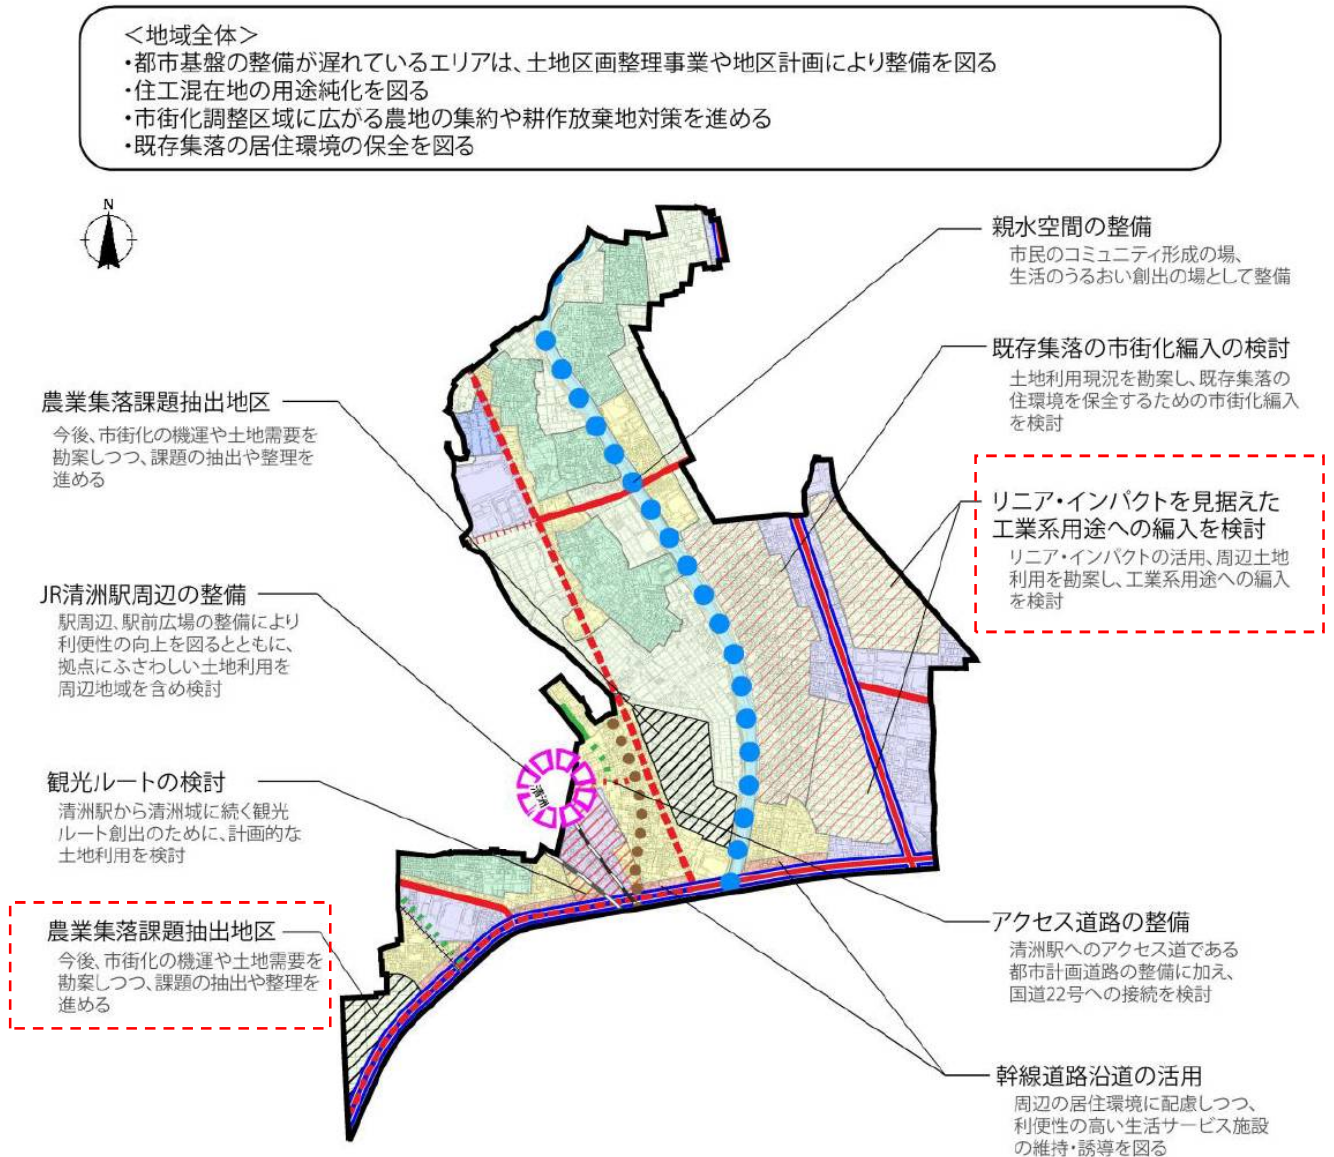 ＜地域全体＞
・都市基盤の整備が遅れているエリアは、土地区画整理事業や地区計画により整備を図る
・住工混在地の用途純化を図る
・市街化調整区域に広がる農地の集約や耕作放棄地対策を進める
・既存集落の居住環境の保全を図る
N
親水空間の整備
市民のコミュニティ形成の場、
生活のうるおい創出の場として整備
既存集落の市街化編入の検討
土地利用現況を勘案し、既存集落の
住環境を保全するための市街化編入
を検討
リニア・インパクトを見据えた
工業系用途への編入を検討
リニア・インパクトの活用、周辺土地
利用を勘案し、工業系用途への編入
を検討
農業集落課題抽出地区
今後、市街化の機運や土地需要を
勘案しつつ、課題の抽出や整理を
進める
JR清洲駅周辺の整備
駅周辺、駅前広場の整備により
利便性の向上を図るとともに、
拠点にふさわしい土地利用を
周辺地域を含め検討
清洲
観光ルートの検討
清洲駅から清洲城に続く観光
ルート創出のために、計画的な
土地利用を検討
農業集落課題抽出地区
今後、市街化の機運や土地需要を
勘案しつつ、課題の抽出や整理を
進める
アクセス道路の整備
清洲駅へのアクセス道である
都市計画道路の整備に加え、
国道22号への接続を検討
幹線道路沿道の活用
周辺の居住環境に配慮しつつ、
利便性の高い生活サービス施設
の維持・誘導を図る